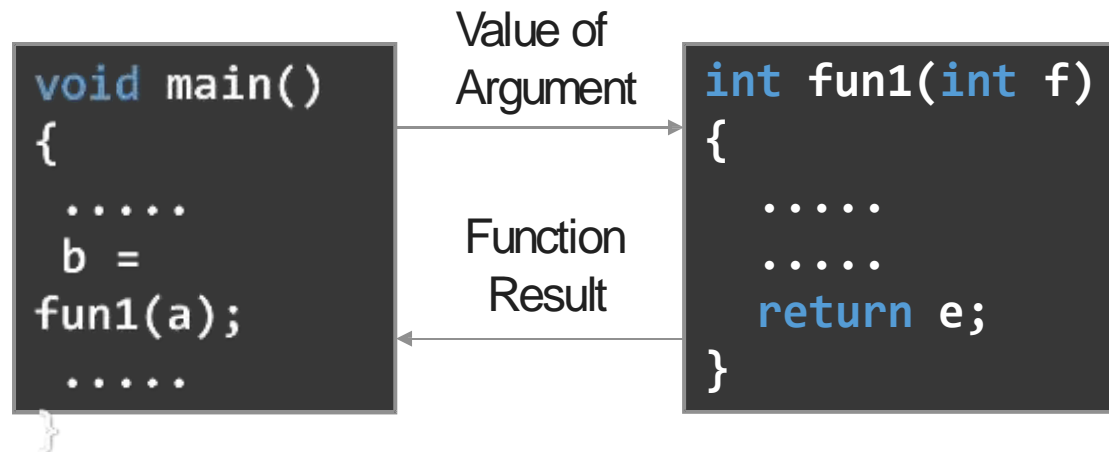 void main()
{
.....
b =
fun1(a);
.....
}
Value of
Argument
Function
Result
int fun1(int f)
{
.....
.....
return e;
}